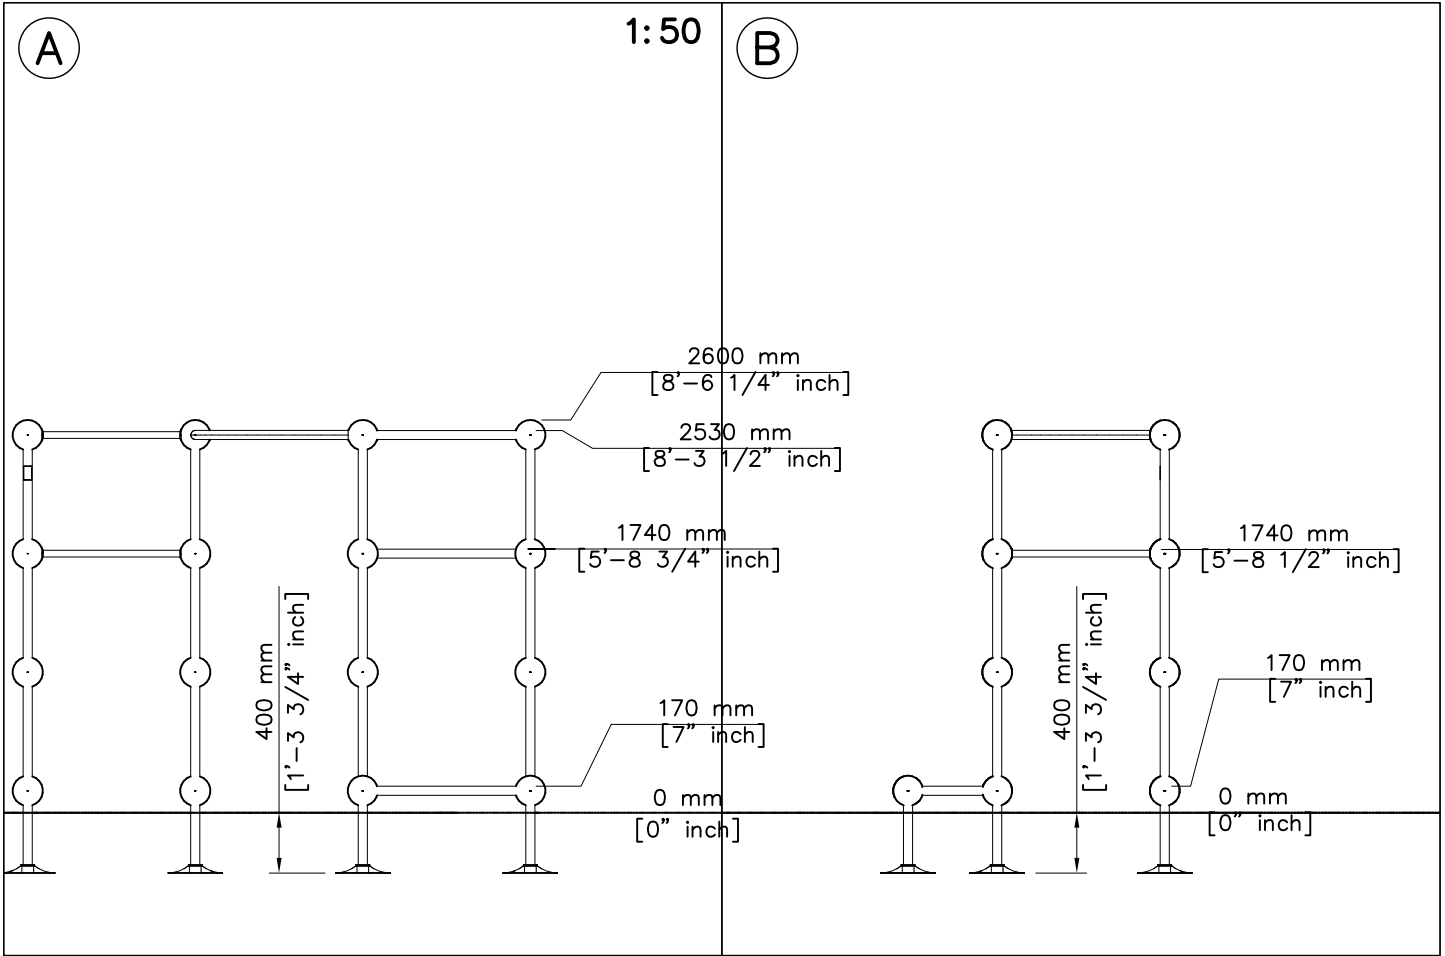 A
1:50
B
2600 mm
[8'-6 1/4" inch]
2530 mm
[8'-3 1/2" inch]
1740 mm
[5'-8 3/4" inch]
1740 mm
[5'-8 1/2" inch]
400 mm
[1'-3 3/4" inch]
400 mm
[1'-3 3/4" inch]
170 mm
[7" inch]
170 mm
[7" inch]
0 mm
[0" inch]
0 mm
[0" inch]